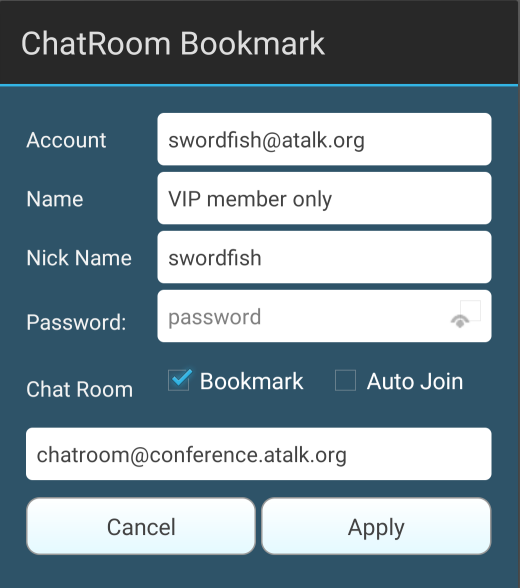 ChatRoom Bookmark
Account swordfish@atalk.org
Name VIP member only
Nick Name swordfish
Password: password
Chat Room Bookmark Auto Join
chatroom@conference.atalk.org
Cancel Apply